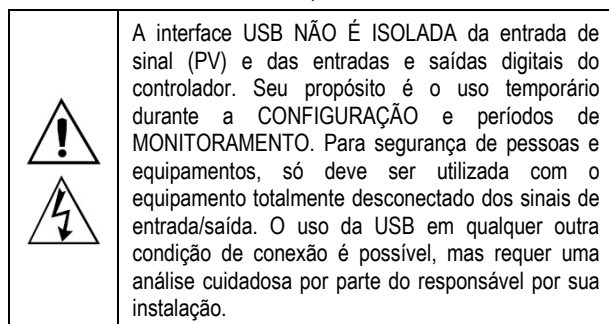 A interface USB NÃO É ISOLADA da entrada de
sinal (PV) e das entradas e saídas digitais do
controlador. Seu propósito é o uso temporário
durante a CONFIGURAÇÃO e períodos de
MONITORAMENTO. Para segurança de pessoas e
equipamentos, só deve ser utilizada com o
equipamento totalmente desconectado dos sinais de
entrada/saída. O uso da USB em qualquer outra
condição de conexão é possível, mas requer uma
análise cuidadosa por parte do responsável por sua
instalação.